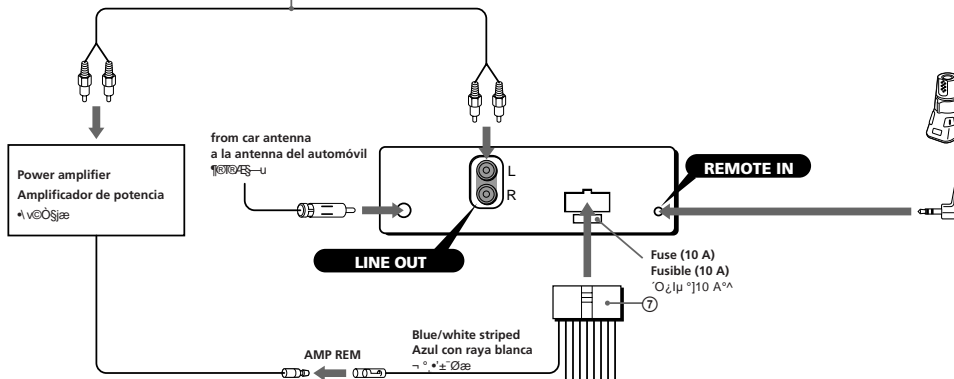 Power amplifier
Amplificador de potencia
from car antenna
a la antenna del automóvil
L
R
REMOTE IN
LINE OUT
Fuse (10 A)
Fusible (10 A)
7
Blue/white striped
Azul con raya blanca
AMP REM